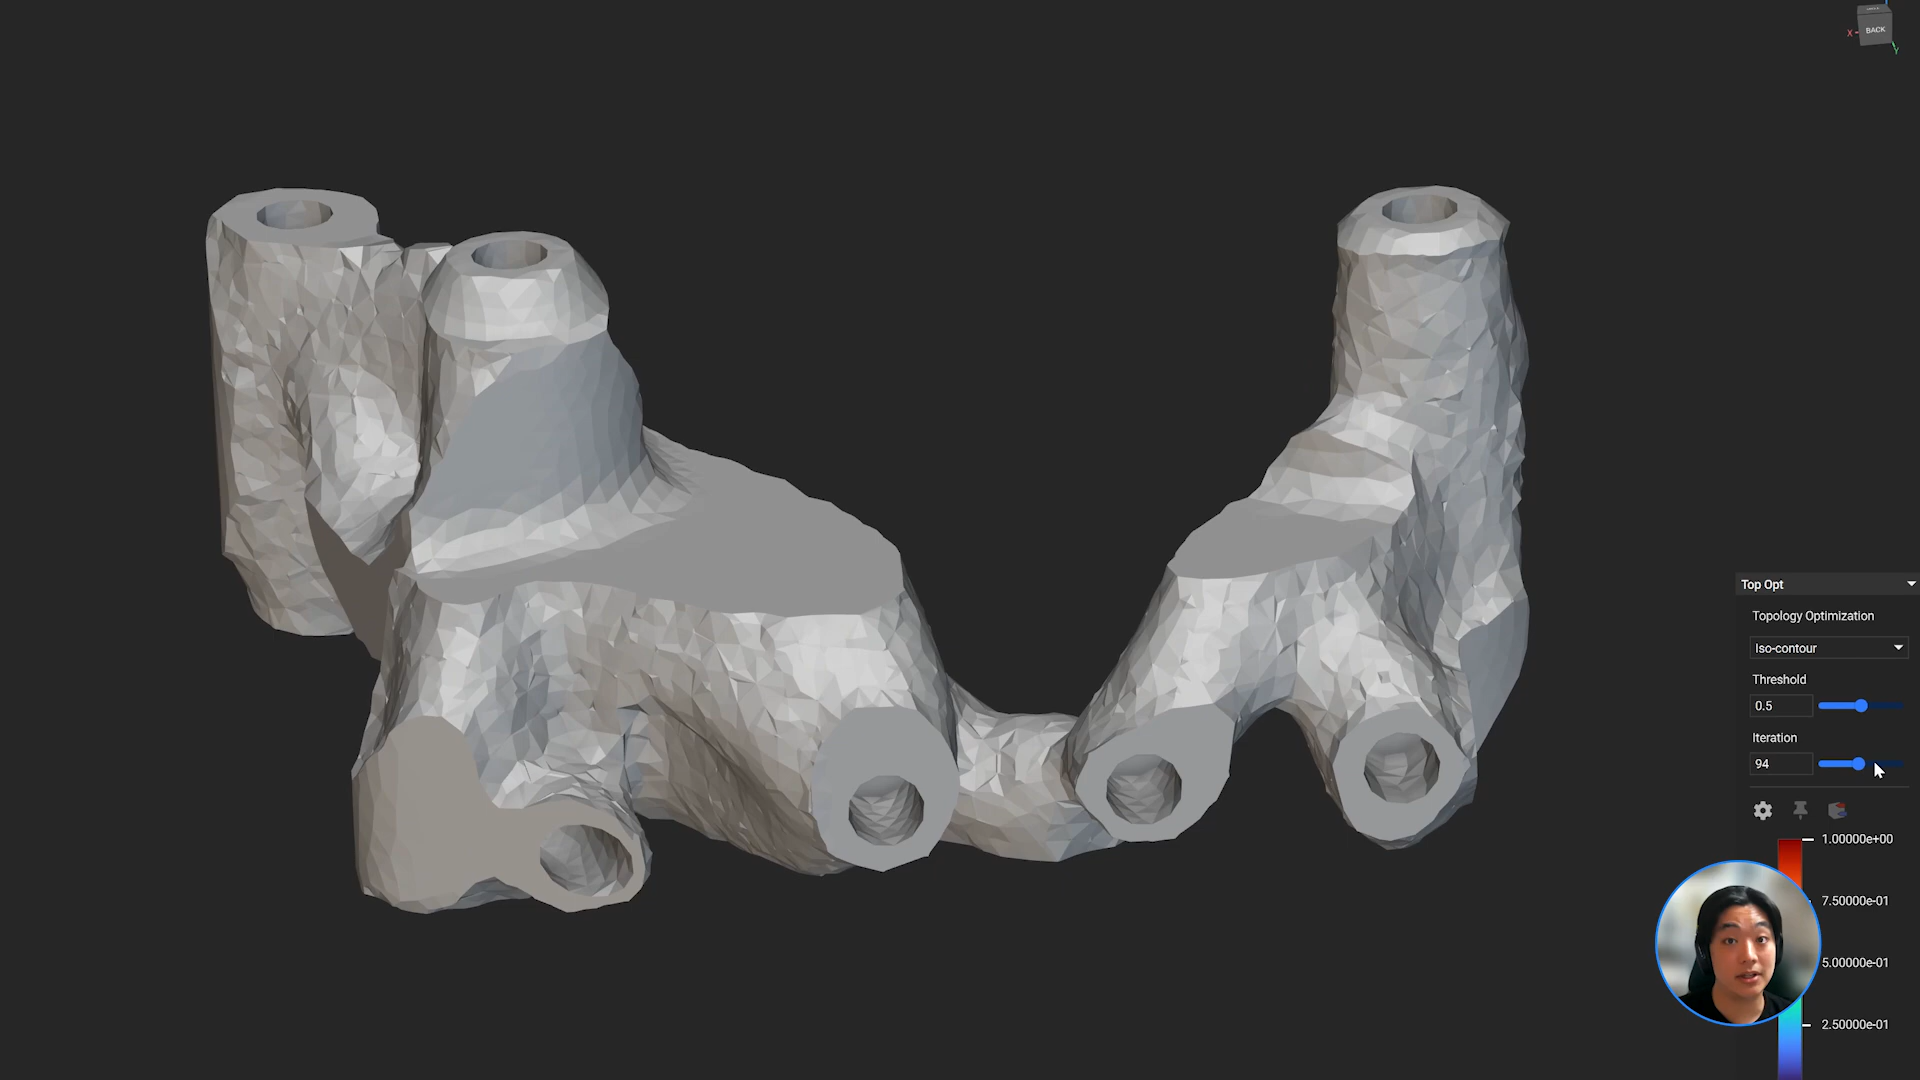 BACK
X
Y
Top Opt
Topology Optimization
Iso-contour
Threshold
0.5
Iteration
94
1.00000e+00
7.50000e-01
5.00000e-01
2.50000e-01